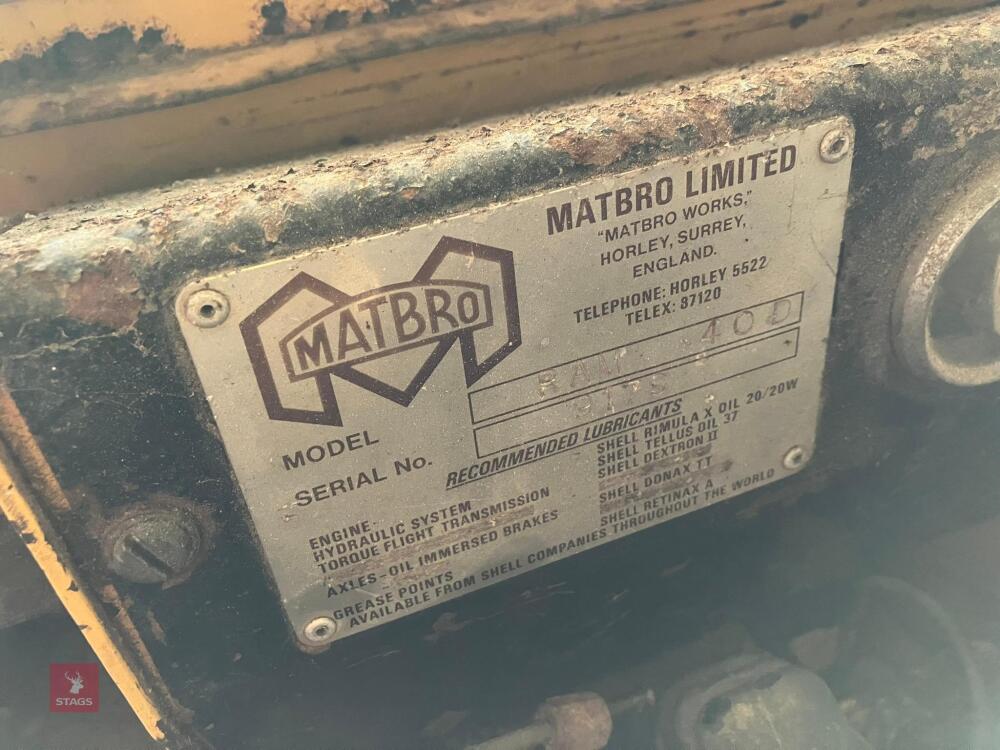 MATBRO LIMITED
"MATBRO WORKS,"
HORLEY, SURREY,
ENGLAND.
TELEPHONE: HORLEY 5522
TELEX: 87120
MATBRO
MODEL RAM 40D
SERIAL No.
RECOMMENDED LUBRICANTS
ENGINE SHELL RIMULA X OIL 20/20W
HYDRAULIC SYSTEM SHELL TELLUS OIL 37
TORQUE FLIGHT TRANSMISSION SHELL DEXTRON II
AXLES-OIL IMMERSED BRAKES SHELL DONAX TT
GREASE POINTS SHELL RETINAX A
AVAILABLE FROM SHELL COMPANIES THROUGHOUT THE WORLD
STAGS